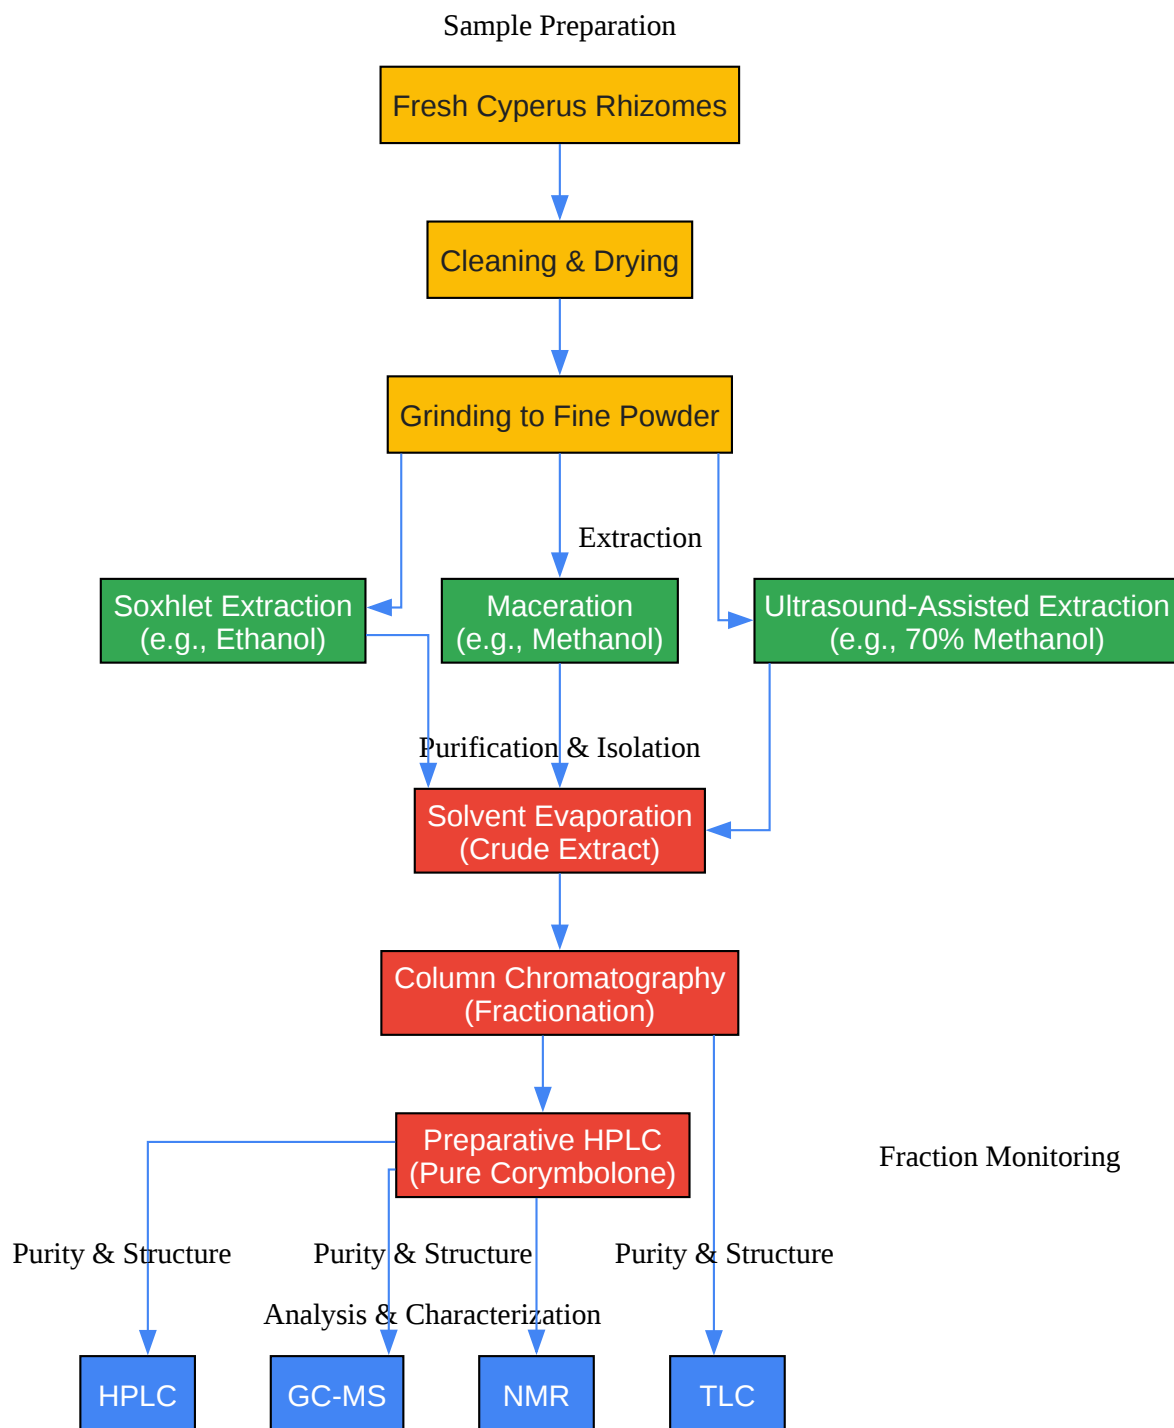 Sample Preparation
Fresh Cyperus Rhizomes
Cleaning & Drying
Grinding to Fine Powder
Extraction
Soxhlet Extraction
(e.g., Ethanol)
Maceration
(e.g., Methanol)
Ultrasound-Assisted Extraction
(e.g., 70% Methanol)
Purification & Isolation
Solvent Evaporation
(Crude Extract)
Column Chromatography
(Fractionation)
Preparative HPLC
(Pure Corymbolone)
Fraction Monitoring
Purity & Structure
Purity & Structure
Purity & Structure
Analysis & Characterization
HPLC
GC-MS
NMR
TLC